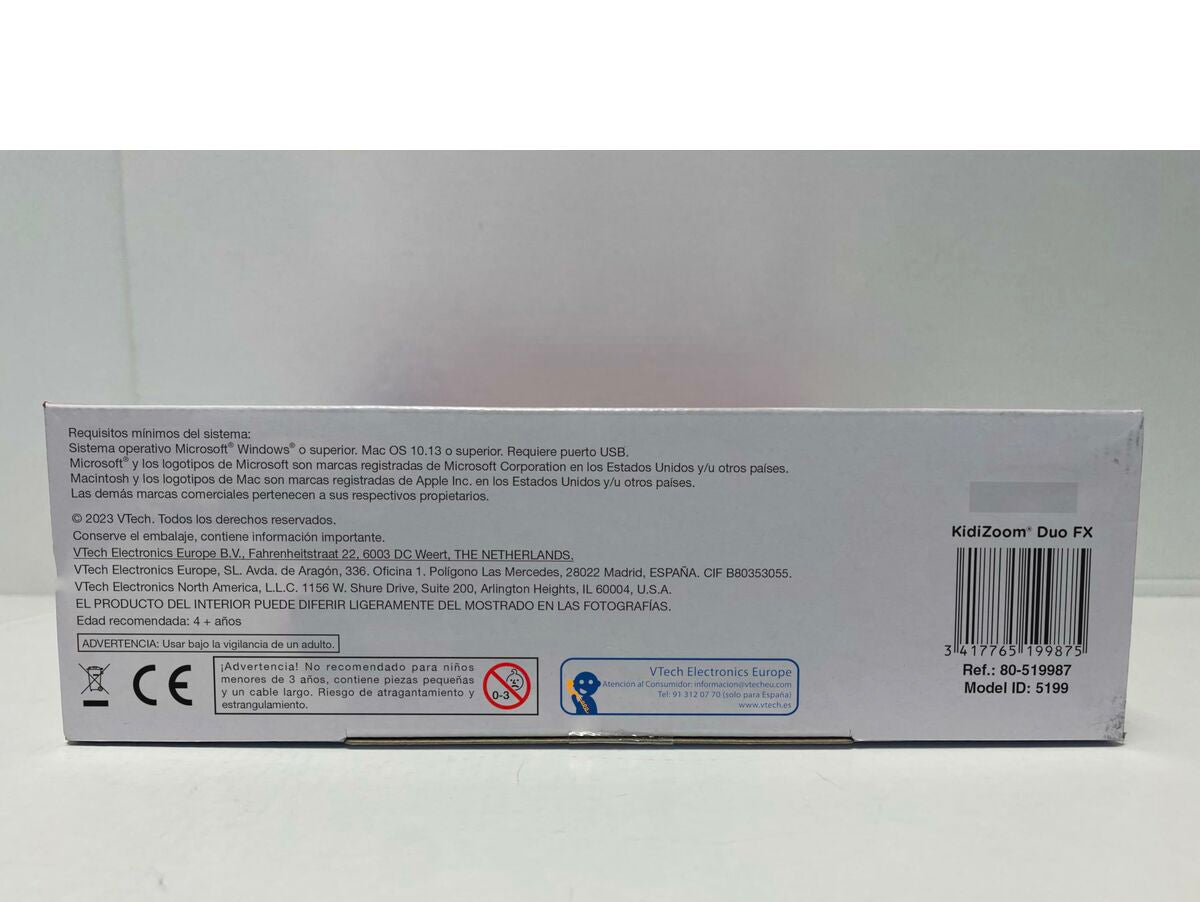 Requisitos mínimos del sistema:
Sistema operativo Microsoft® Windows® o superior. Mac OS 10.13 o superior. Requiere puerto USB.
Microsoft® y los logotipos de Microsoft son marcas registradas de Microsoft Corporation en los Estados Unidos y/u otros países.
Macintosh y los logotipos de Mac son marcas registradas de Apple Inc. en los Estados Unidos y/u otros países.
Las demás marcas comerciales pertenecen a sus respectivos propietarios.
© 2023 VTech. Todos los derechos reservados.
Conserve el embalaje, contiene información importante.
VTech Electronics Europe B.V., Fahrenheitstraat 22, 6003 DC Weert, THE NETHERLANDS.
VTech Electronics Europe, SL. Avda. de Aragón, 336. Oficina 1. Polígono Las Mercedes, 28022 Madrid, ESPAÑA. CIF B80353055.
VTech Electronics North America, L.L.C. 1156 W. Shure Drive, Suite 200, Arlington Heights, IL 60004, U.S.A.
EL PRODUCTO DEL INTERIOR PUEDE DIFERIR LIGERAMENTE DEL MOSTRADO EN LAS FOTOGRAFÍAS.
Edad recomendada: 4 + años
ADVERTENCIA: Usar bajo la vigilancia de un adulto.
CE
¡Advertencia! No recomendado para niños
menores de 3 años, contiene piezas pequeñas
y un cable largo. Riesgo de atragantamiento y
estrangulamiento.
0-3
VTech Electronics Europe
Atención al Consumidor: informacion@vtecheu.com
Tel: 91 312 07 70 (solo para España)
www.vtech.es
KidiZoom® Duo FX
3 417765 199875
Ref.: 80-519987
Model ID: 5199